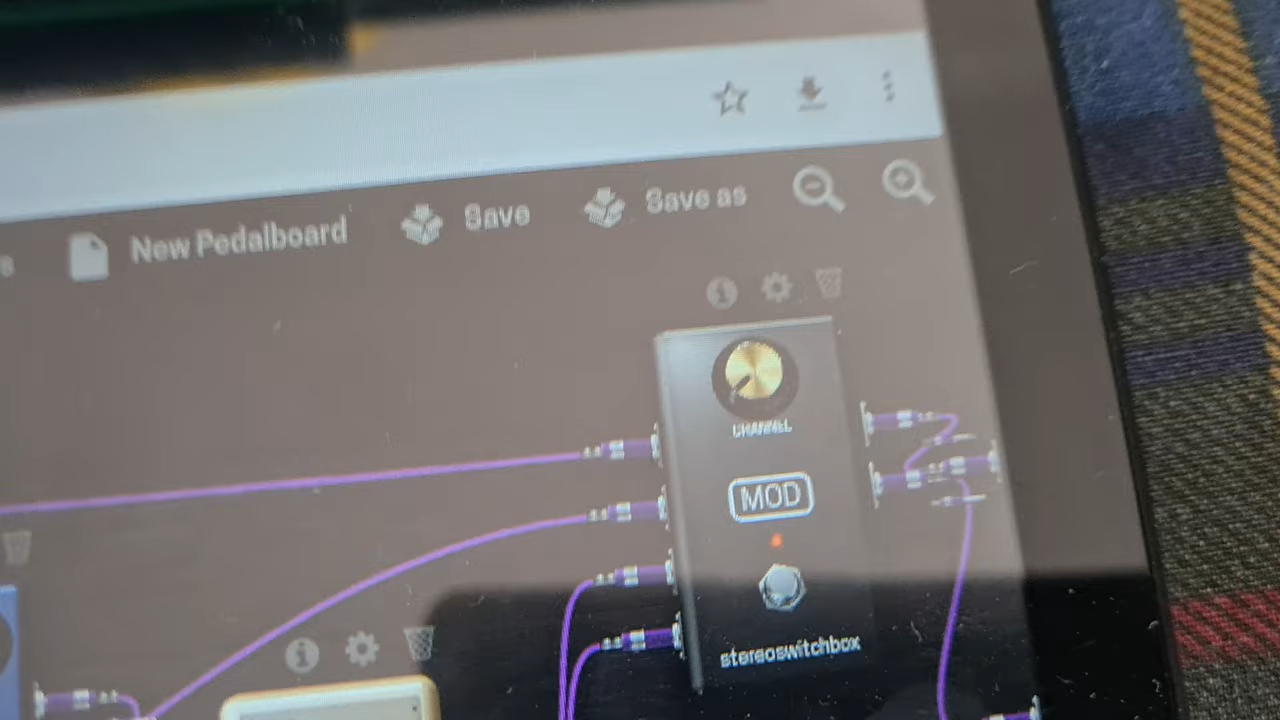 s
New Pedalboard
Save
Save as
CHANNEL
MOD
stereoswitchbox